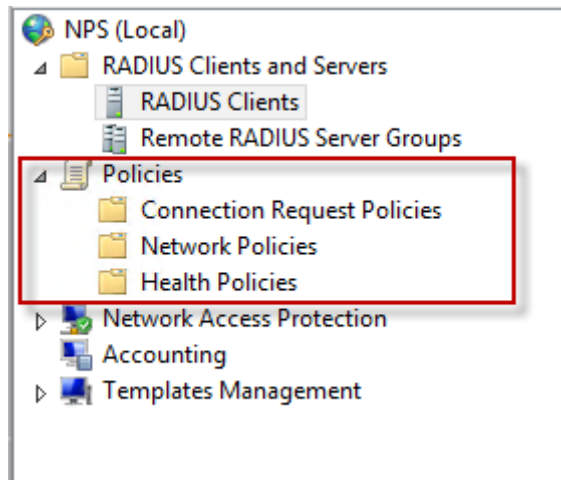 NPS (Local)
RADIUS Clients and Servers
RADIUS Clients
Remote RADIUS Server Groups
Policies
Connection Request Policies
Network Policies
Health Policies
Network Access Protection
Accounting
Templates Management